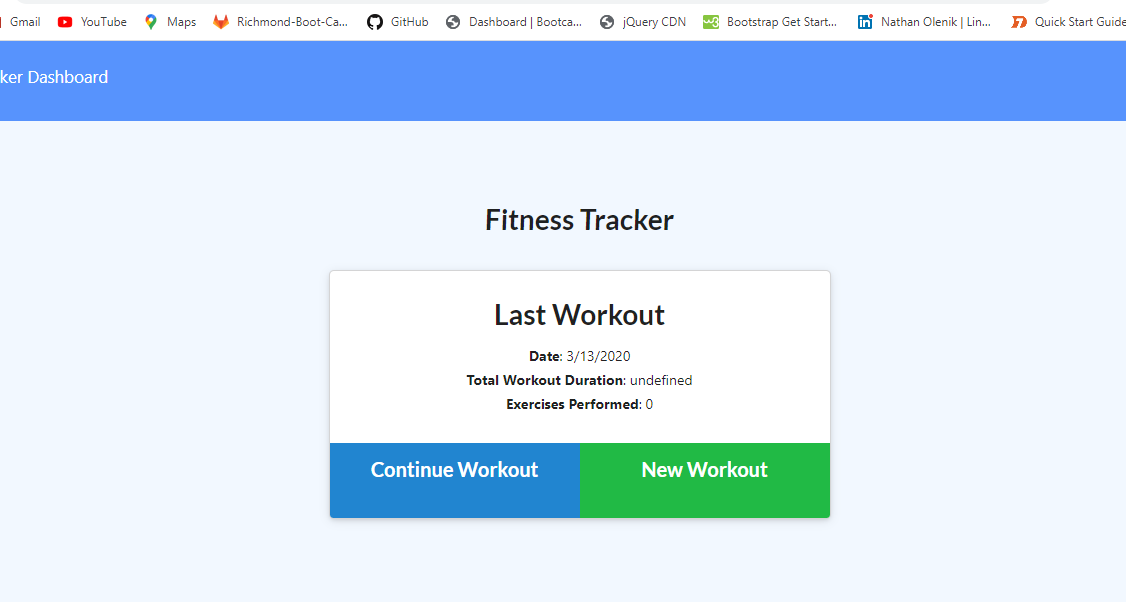 Gmail YouTube Maps Richmond-Boot-Ca... GitHub Dashboard | Bootca... jQuery CDN Bootstrap Get Start... Nathan Olenik | Lin... Quick Start Guide
ker Dashboard
Fitness Tracker
Last Workout
Date: 3/13/2020
Total Workout Duration: undefined
Exercises Performed: 0
Continue Workout New Workout